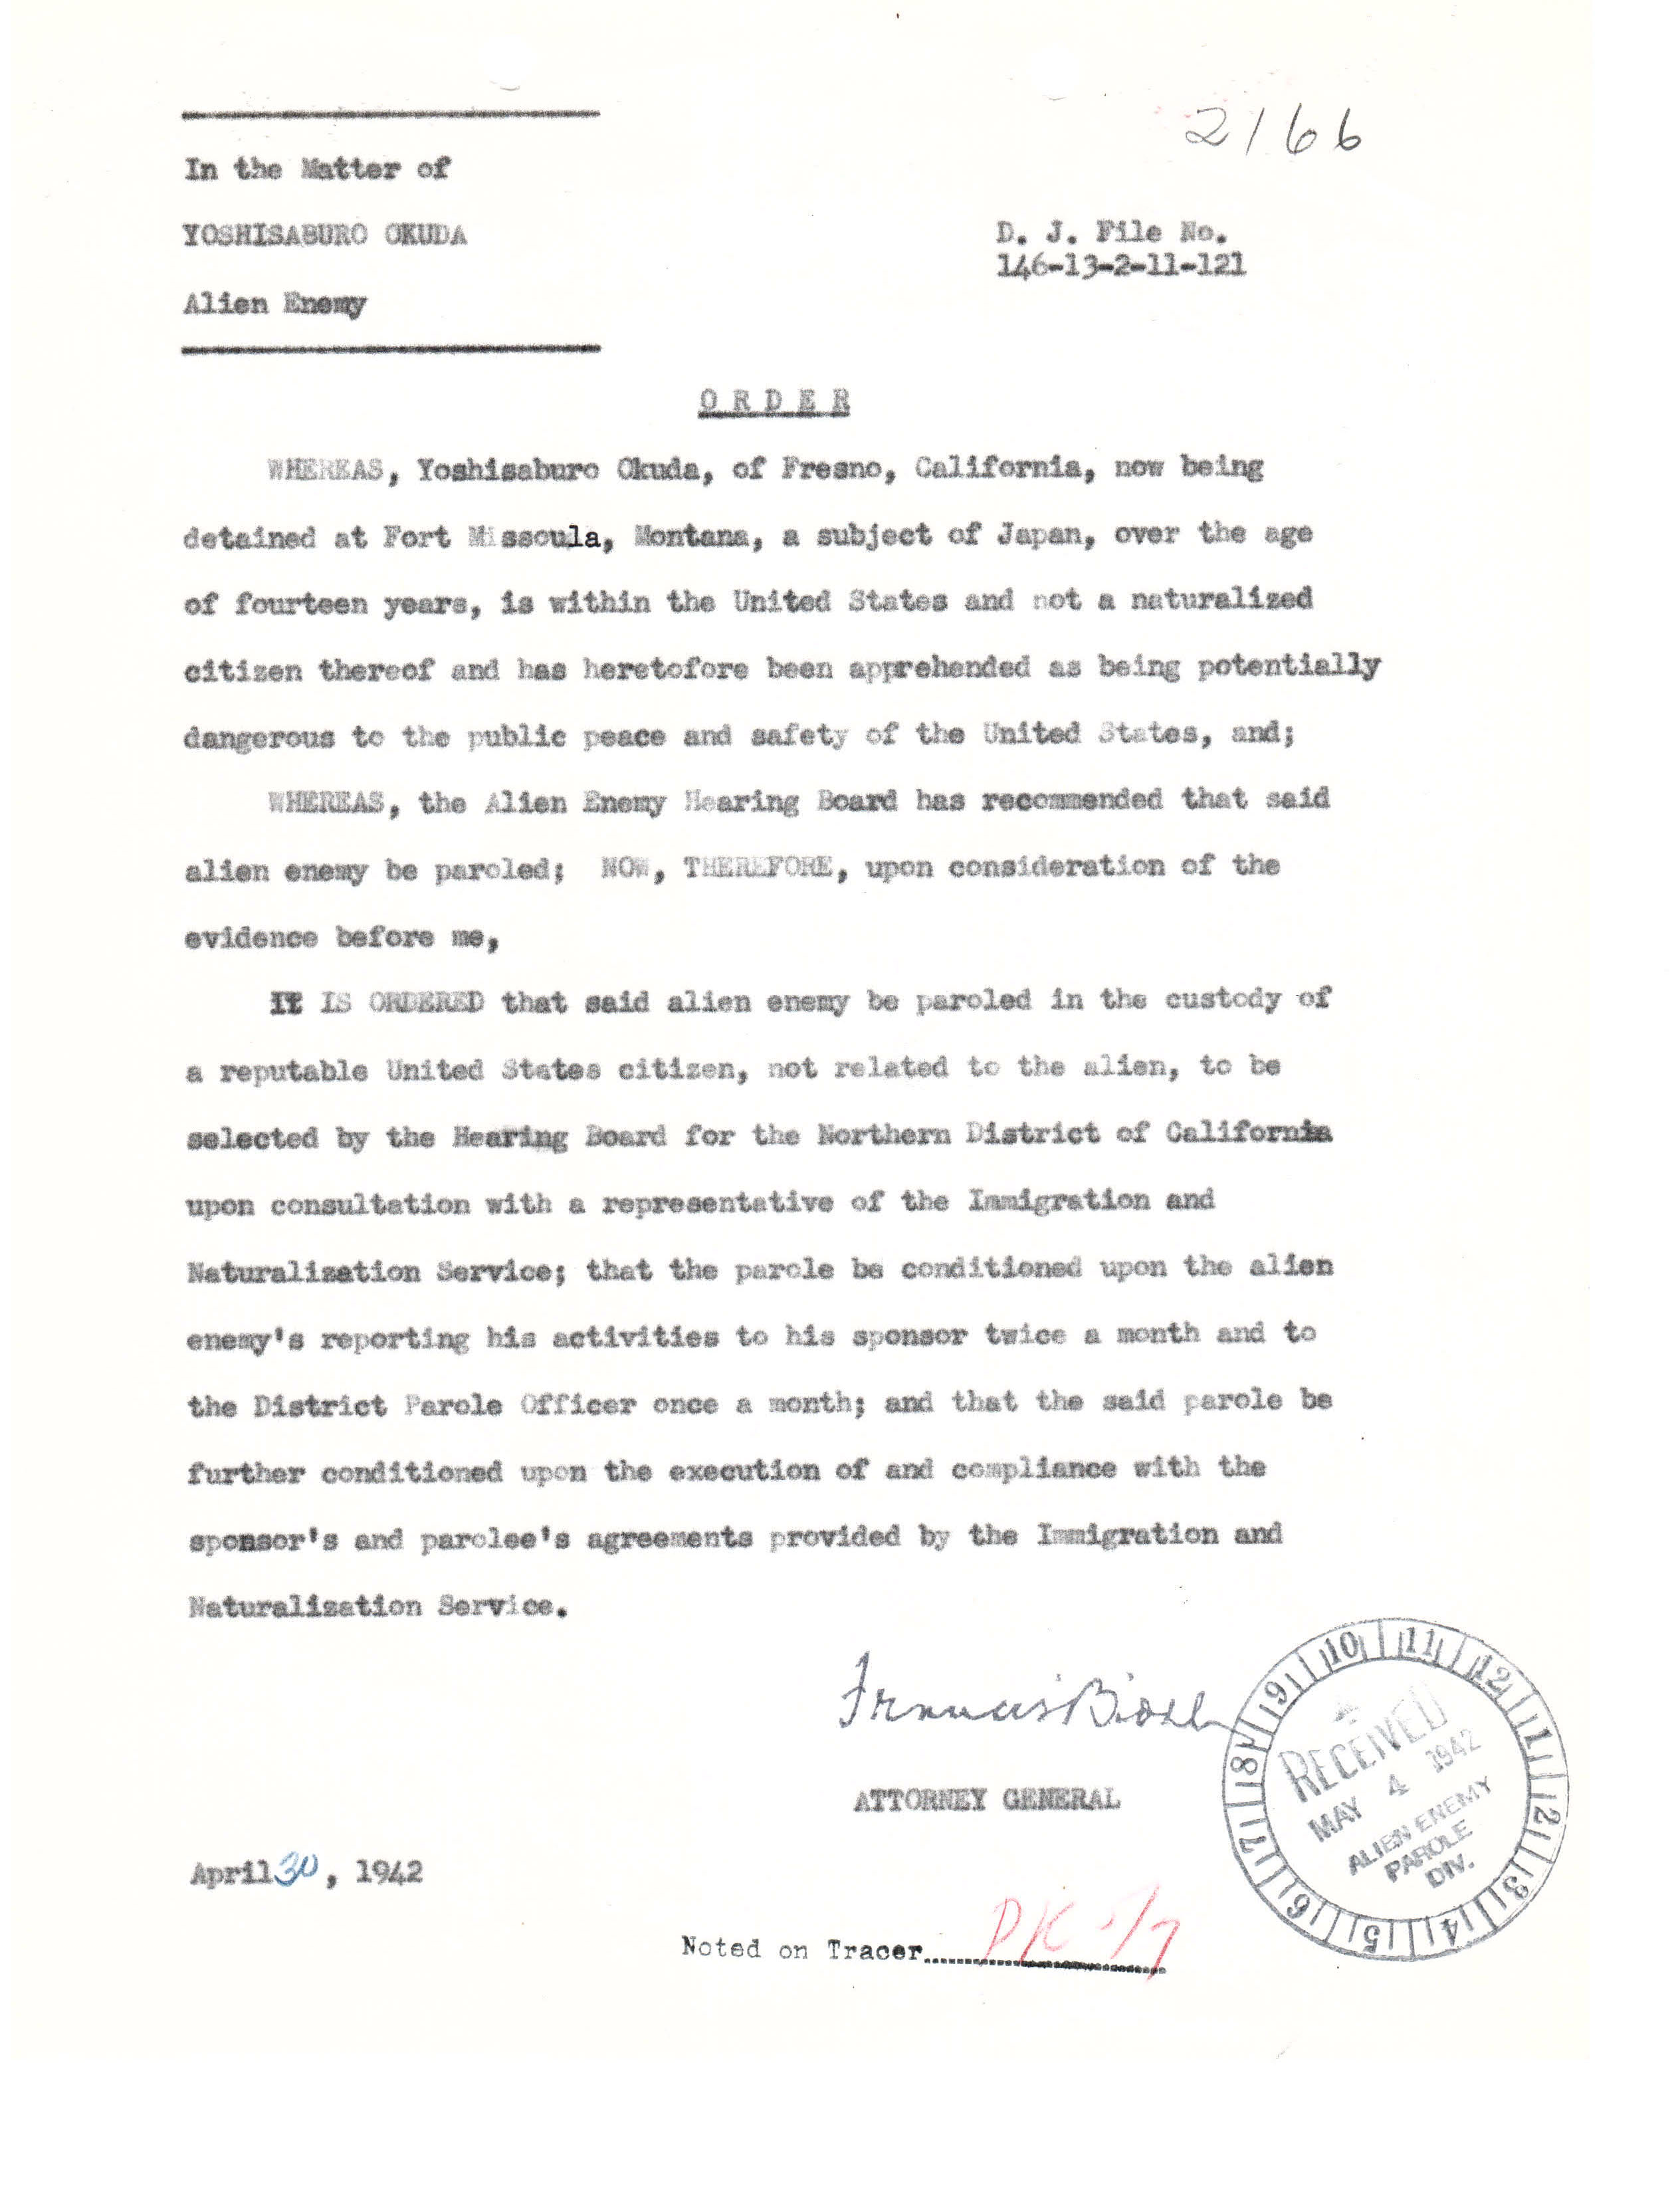 2166
In the Matter of
YOSHISABURO OKUDA
Alien Enemy
D. J. File No.
146-13-2-11-121
ORDER
WHEREAS, Yoshisaburo Okuda, of Fresno, California, now being
detained at Fort Missoula, Montana, a subject of Japan, over the age
of fourteen years, is within the United States and not a naturalized
citizen thereof and has heretofore been apprehended as being potentially
dangerous to the public peace and safety of the United States, and;
WHEREAS, the Alien Enemy Hearing Board has recommended that said
alien enemy be paroled; NOW, THEREFORE, upon consideration of the
evidence before me,
IT IS ORDERED that said alien enemy be paroled in the custody of
a reputable United States citizen, not related to the alien, to be
selected by the Hearing Board for the Northern District of California
upon consultation with a representative of the Immigration and
Naturalization Service; that the parole be conditioned upon the alien
enemy's reporting his activities to his sponsor twice a month and to
the District Parole Officer once a month; and that the said parole be
further conditioned upon the execution of and compliance with the
sponsor's and parolee's agreements provided by the Immigration and
Naturalization Service.
Francis Biddle
ATTORNEY GENERAL
April 30, 1942
10 11 12 1 2 3 4 5 6 7 8 9
RECEIVED
MAY 4 1942
ALIEN ENEMY
PAROLE
DIV.
Noted on Tracer 5/7